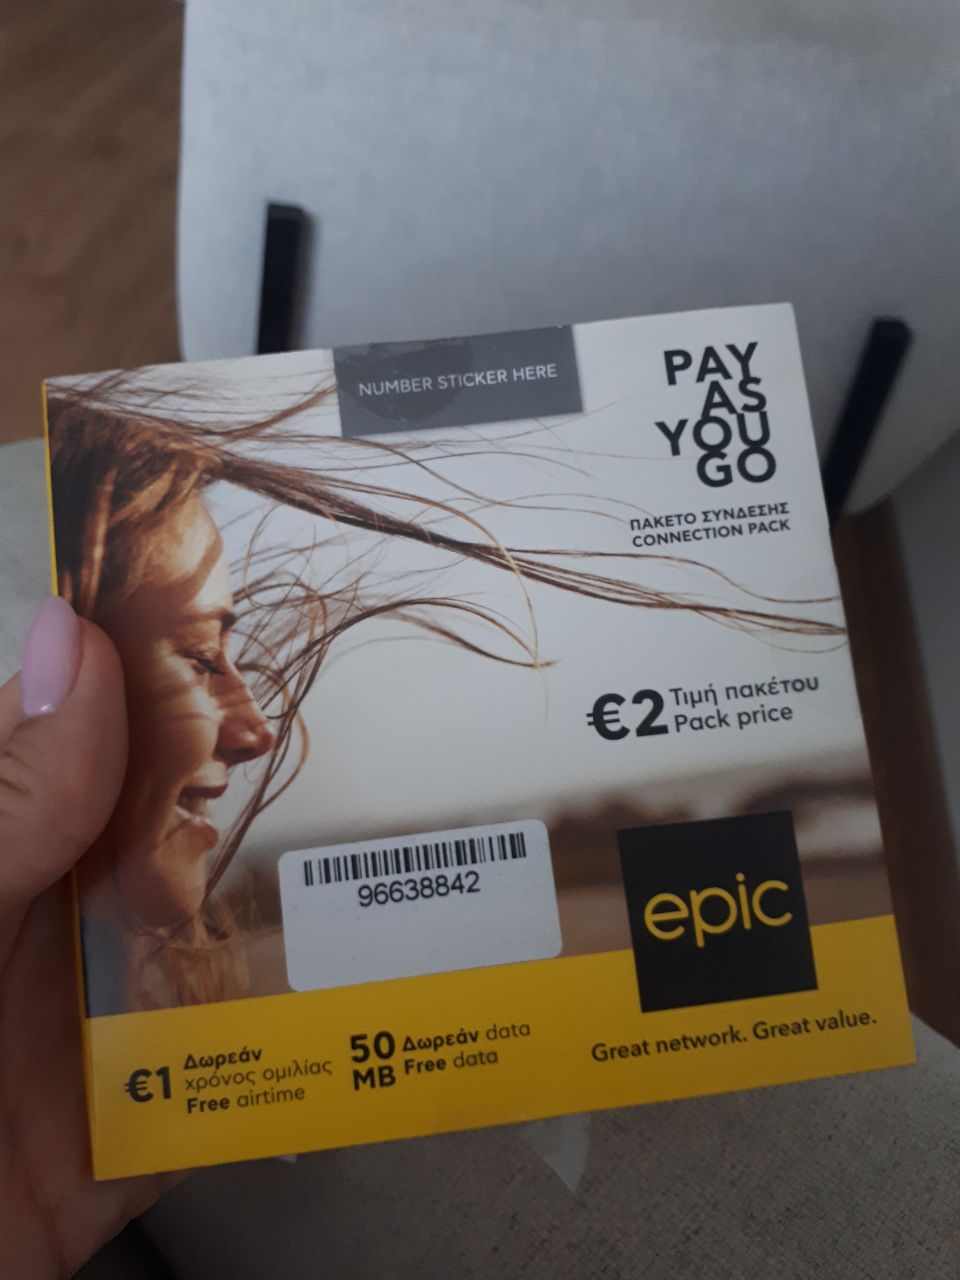 NUMBER STICKER HERE
PAY
AS
YOU
GO
ΠΑΚΕΤΟ ΣΥΝΔΕΣΗΣ
CONNECTION PACK
€2 Τιμή πακέτου
Pack price
96638842
epic
€1 Δωρεάν
χρόνος ομιλίας
Free airtime
50 Δωρεάν data
MB Free data
Great network. Great value.